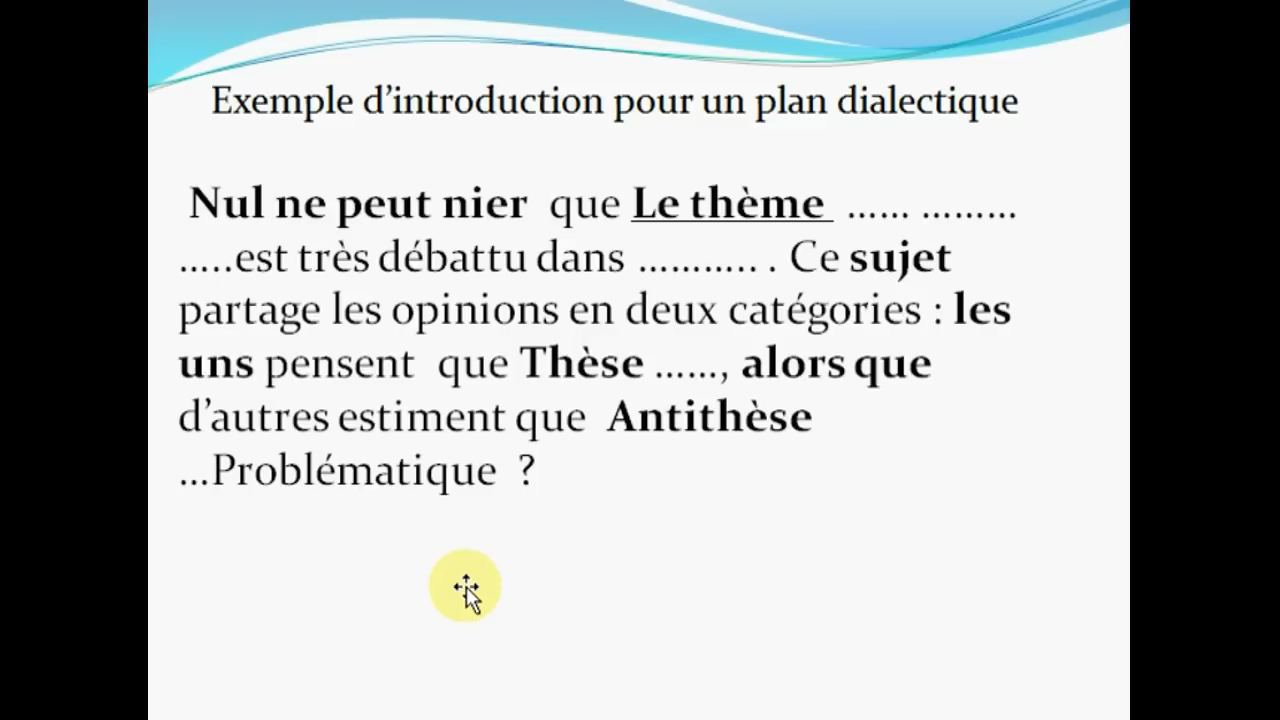 Exemple d’introduction pour un plan dialectique
Nul ne peut nier que Le thème ...... .........
.....est très débattu dans ........... . Ce sujet
partage les opinions en deux catégories : les
uns pensent que Thèse ......, alors que
d’autres estiment que Antithèse
...Problématique ?